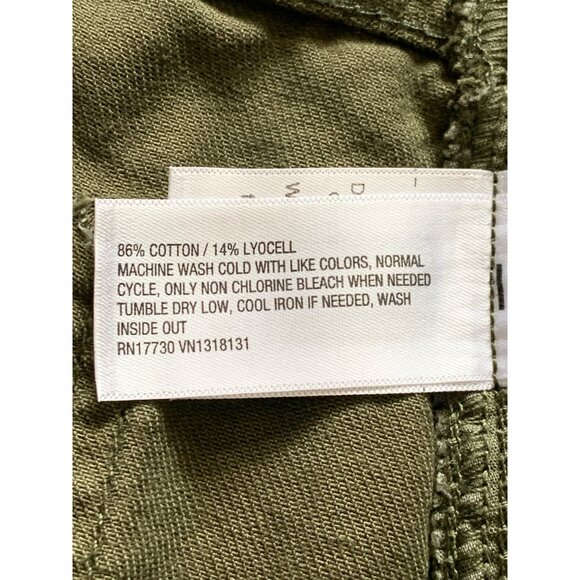 86% COTTON / 14% LYOCELL
MACHINE WASH COLD WITH LIKE COLORS, NORMAL
CYCLE, ONLY NON CHLORINE BLEACH WHEN NEEDED
TUMBLE DRY LOW, COOL IRON IF NEEDED, WASH
INSIDE OUT
RN17730 VN1318131